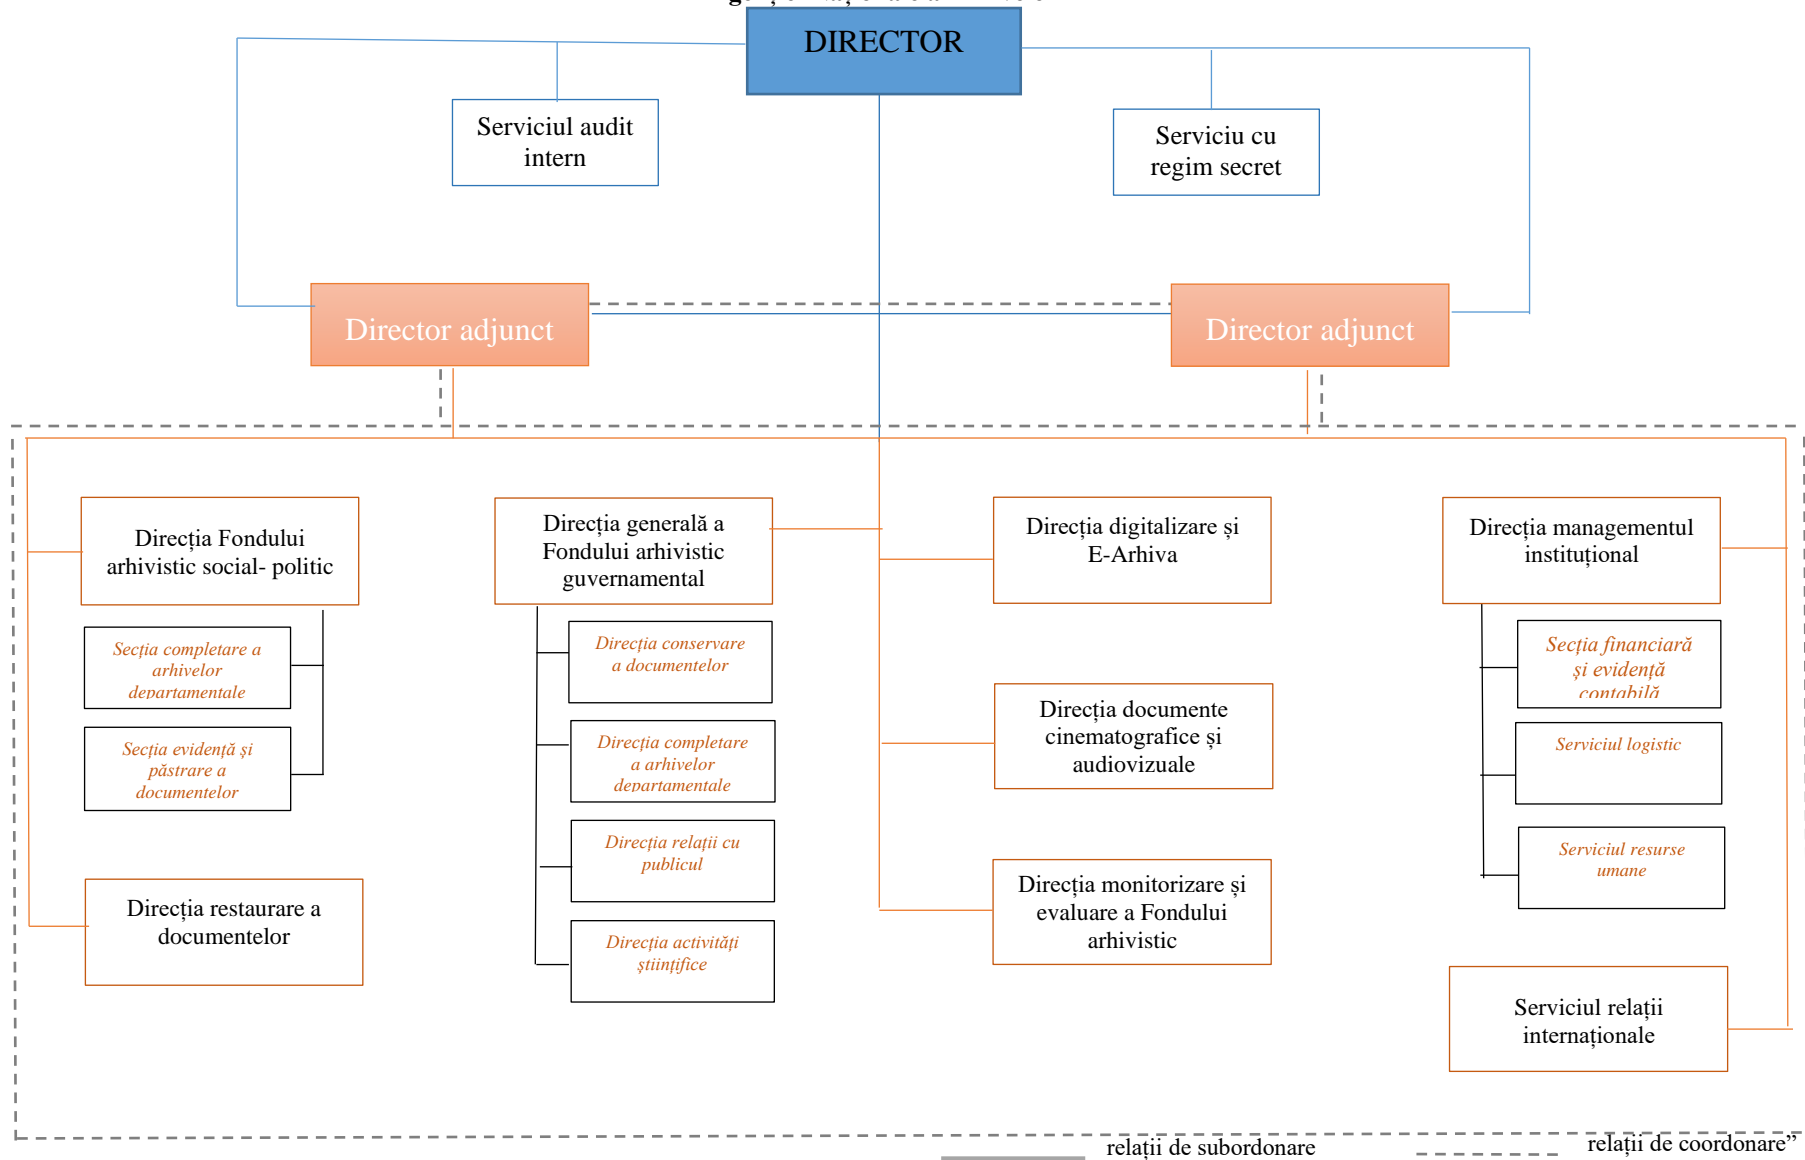 DIRECTOR
Serviciul audit
intern
Serviciu cu
regim secret
Director adjunct
Director adjunct
Direcția Fondului
arhivistic social- politic
Secția completare a
arhivelor
departamentale
Secția evidență și
păstrare a
documentelor
Direcția restaurare a
documentelor
Direcția generală a
Fondului arhivistic
guvernamental
Direcția conservare
a documentelor
Direcția completare
a arhivelor
departamentale
Direcția relații cu
publicul
Direcția activități
științifice
Direcția digitalizare și
E-Arhiva
Direcția documente
cinematografice și
audiovizuale
Direcția monitorizare și
evaluare a Fondului
arhivistic
Direcția managementul
instituțional
Secția financiară
și evidență
contabilă
Serviciul logistic
Serviciul resurse
umane
Serviciul relații
internaționale
relații de subordonare
relații de coordonare”